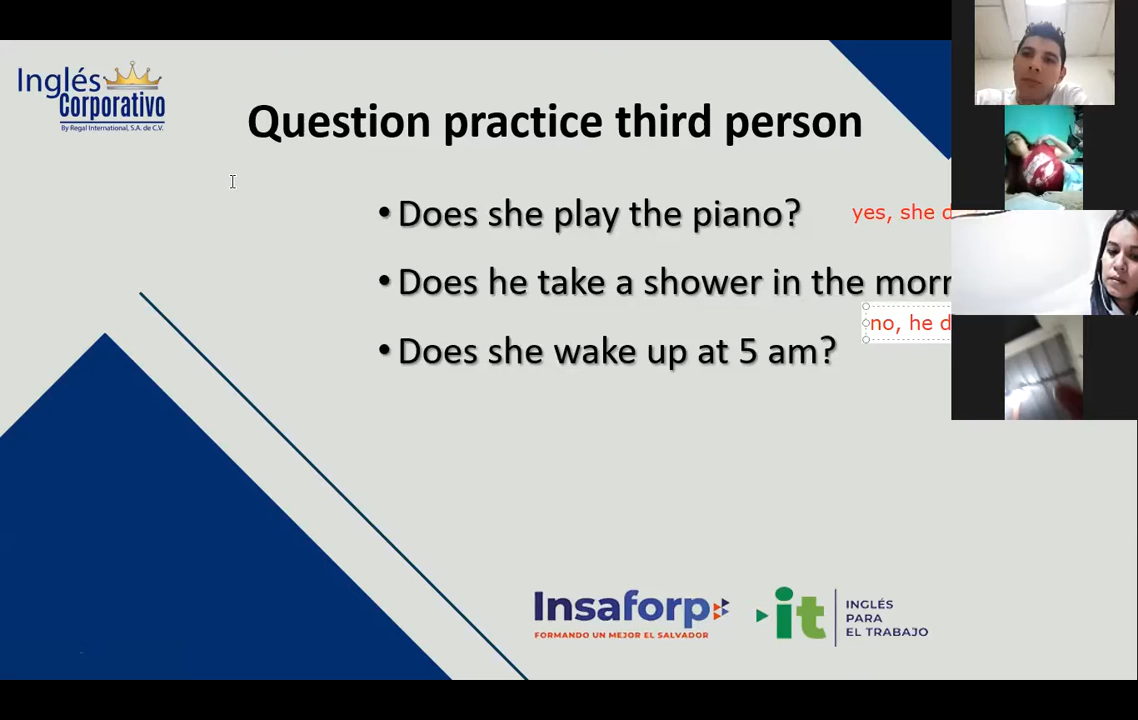 Inglés
Corporativo
By Regal International, S.A. de C.V.
Question practice third person
• Does she play the piano? yes, she d
• Does he take a shower in the morn
no, he d
• Does she wake up at 5 am?
Insaforp
FORMANDO UN MEJOR EL SALVADOR
it
INGLÉS
PARA
EL TRABAJO